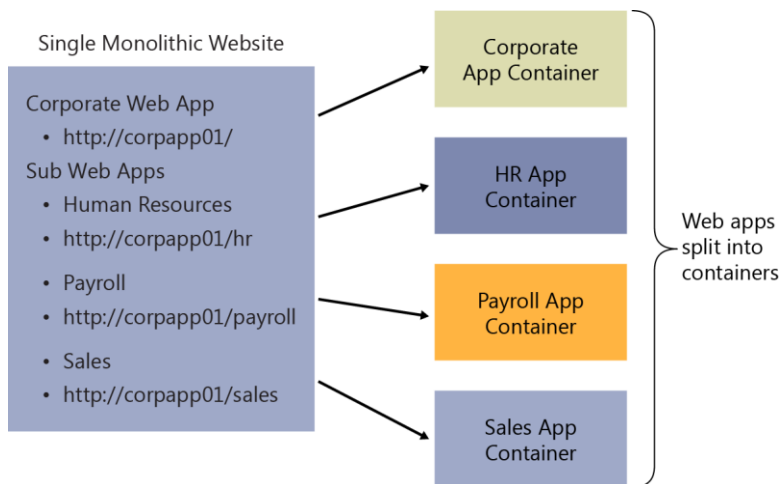 Single Monolithic Website
Corporate Web App
• http://corpapp01/
Sub Web Apps
• Human Resources
• http://corpapp01/hr
• Payroll
• http://corpapp01/payroll
• Sales
• http://corpapp01/sales
Corporate
App Container
HR App
Container
Payroll App
Container
Sales App
Container
Web apps
split into
containers